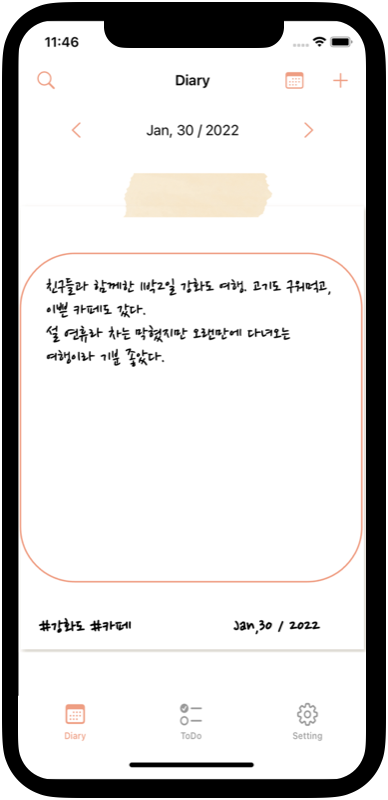 11:46
Diary
Jan, 30 / 2022
친구들과 함께한 1박2일 강화도 여행. 고기도 구워먹고,
이쁜 카페도 갔다.
설 연휴라 차는 막혔지만 오랜만에 다녀오는
여행이라 기분 좋았다.
#강화도 #카페 Jan,30 / 2022
Diary ToDo Setting